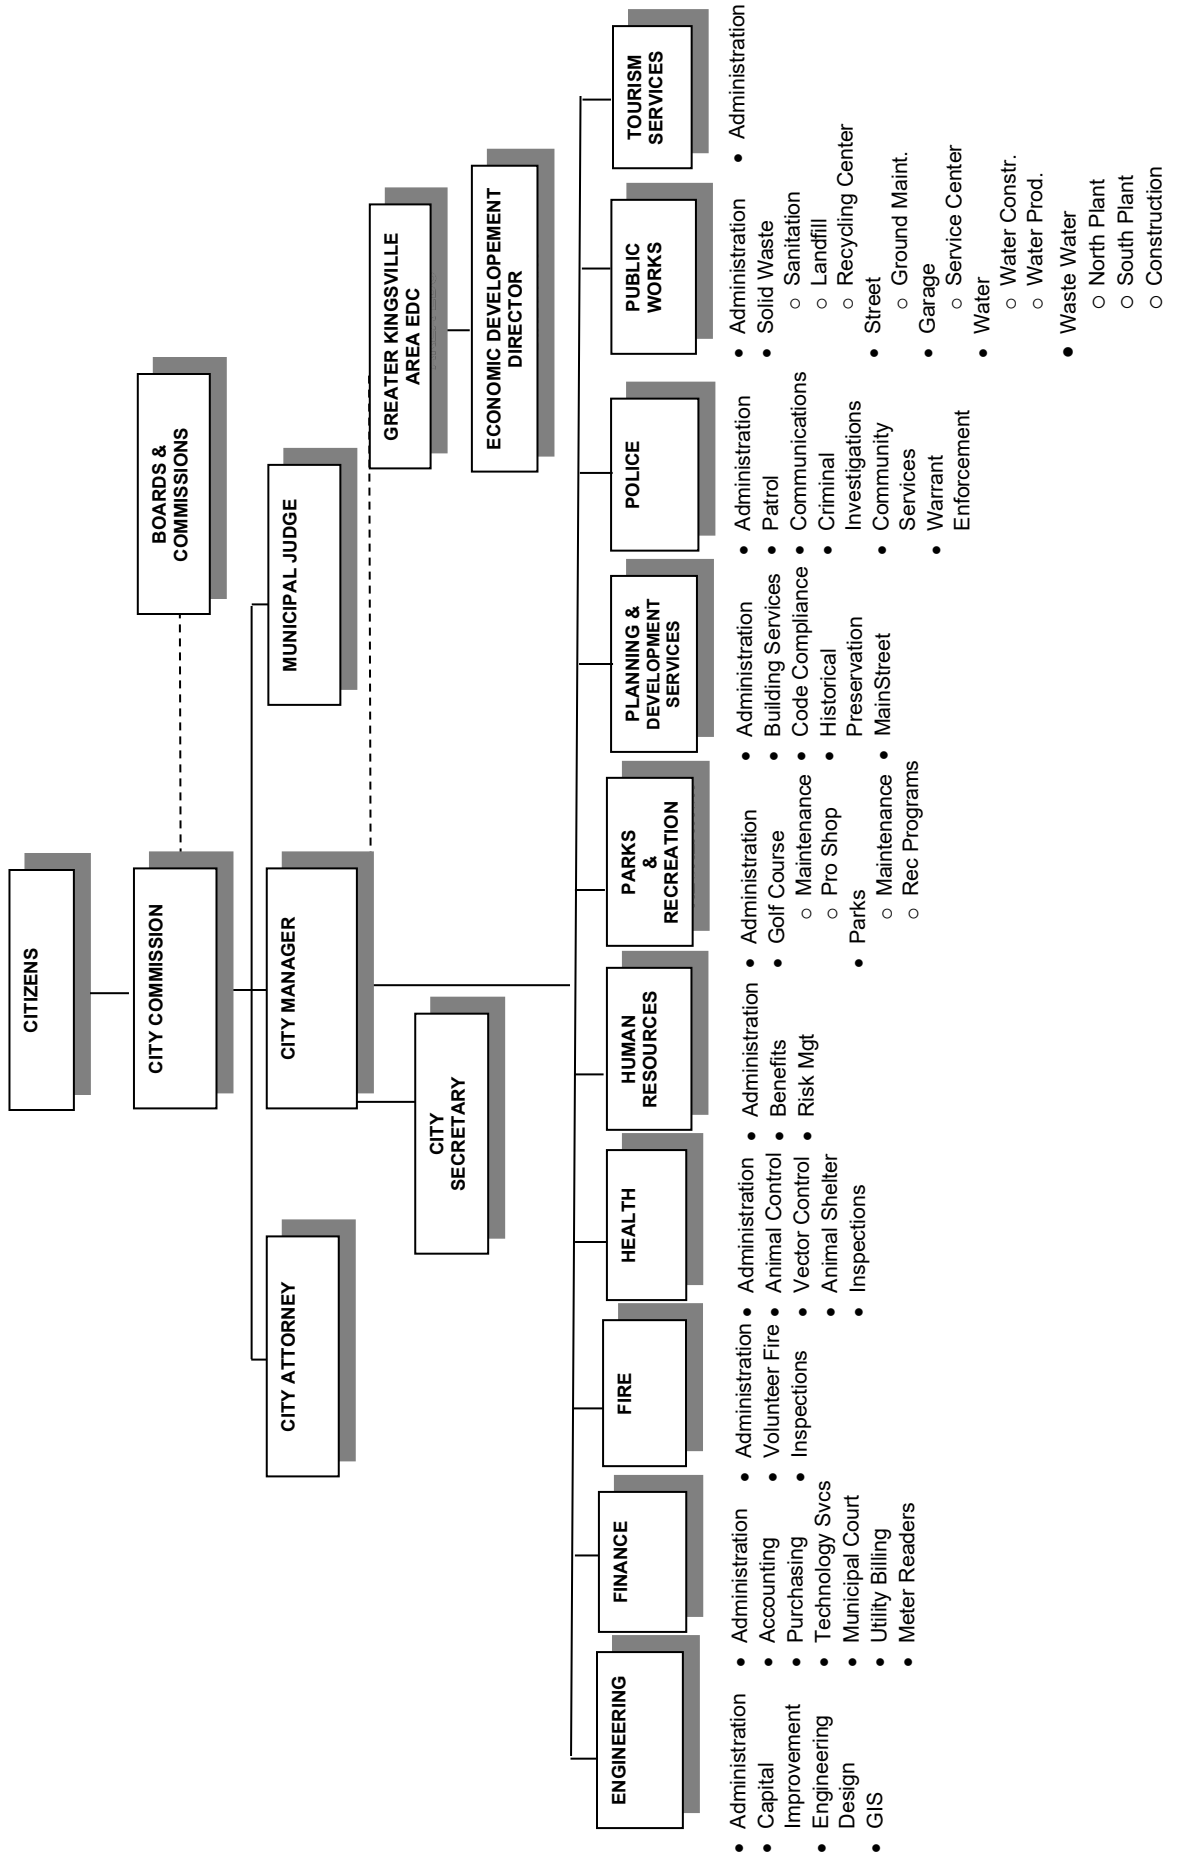 CITIZENS
CITY COMMISSION
BOARDS &
COMMISSIONS
CITY ATTORNEY
CITY MANAGER
MUNICIPAL JUDGE
GREATER KINGSVILLE
AREA EDC
CITY
SECRETARY
ECONOMIC DEVELOPEMENT
DIRECTOR
ENGINEERING
• Administration
• Capital
Improvement
• Engineering
Design
• GIS
FINANCE
• Administration
• Accounting
• Purchasing
• Technology Svcs
• Municipal Court
• Utility Billing
• Meter Readers
FIRE
• Administration
• Volunteer Fire
• Inspections
HEALTH
• Administration
• Animal Control
• Vector Control
• Animal Shelter
• Inspections
HUMAN
RESOURCES
• Administration
• Benefits
• Risk Mgt
PARKS
&
RECREATION
• Administration
• Golf Course
○ Maintenance
○ Pro Shop
• Parks
○ Maintenance
○ Rec Programs
PLANNING &
DEVELOPMENT
SERVICES
• Administration
• Building Services
• Code Compliance
• Historical
Preservation
• MainStreet
POLICE
• Administration
• Patrol
• Communications
• Criminal
Investigations
• Community
Services
• Warrant
Enforcement
PUBLIC
WORKS
• Administration
• Solid Waste
○ Sanitation
○ Landfill
○ Recycling Center
• Street
○ Ground Maint.
• Garage
○ Service Center
• Water
○ Water Constr.
○ Water Prod.
• Waste Water
○ North Plant
○ South Plant
○ Construction
TOURISM
SERVICES
• Administration